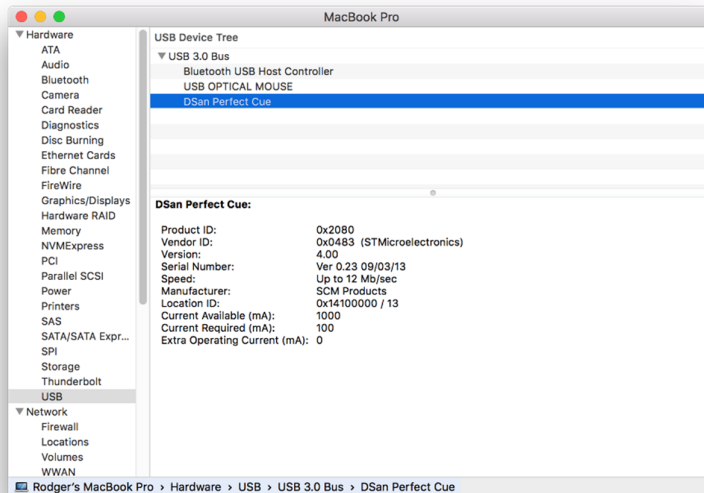 MacBook Pro
Hardware
ATA
Audio
Bluetooth
Camera
Card Reader
Diagnostics
Disc Burning
Ethernet Cards
Fibre Channel
FireWire
Graphics/Displays
Hardware RAID
Memory
NVMExpress
PCI
Parallel SCSI
Power
Printers
SAS
SATA/SATA Expr...
SPI
Storage
Thunderbolt
USB
Network
Firewall
Locations
Volumes
WWAN
USB Device Tree
USB 3.0 Bus
Bluetooth USB Host Controller
USB OPTICAL MOUSE
DSan Perfect Cue
DSan Perfect Cue:
Product ID: 0x2080
Vendor ID: 0x0483 (STMicroelectronics)
Version: 4.00
Serial Number: Ver 0.23 09/03/13
Speed: Up to 12 Mb/sec
Manufacturer: SCM Products
Location ID: 0x14100000 / 13
Current Available (mA): 1000
Current Required (mA): 100
Extra Operating Current (mA): 0
Rodger's MacBook Pro › Hardware › USB › USB 3.0 Bus › DSan Perfect Cue